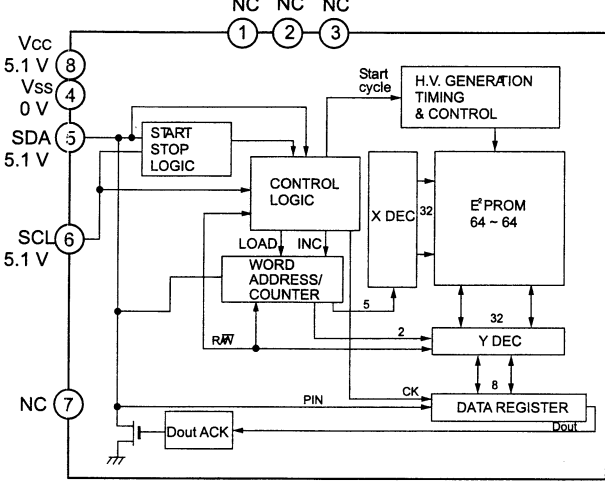 NC NC NC
1 2 3
Vcc
5.1 V 8
Vss 4
0 V
SDA 5
5.1 V
SCL 6
5.1 V
NC 7
START
STOP
LOGIC
CONTROL
LOGIC
Start
cycle
H.V. GENERATION
TIMING
& CONTROL
X DEC
32
E²PROM
64 ~ 64
LOAD INC
WORD
ADDRESS/
COUNTER
5
2
R/W
32
Y DEC
8
CK
PIN
DATA REGISTER
Dout
Dout ACK